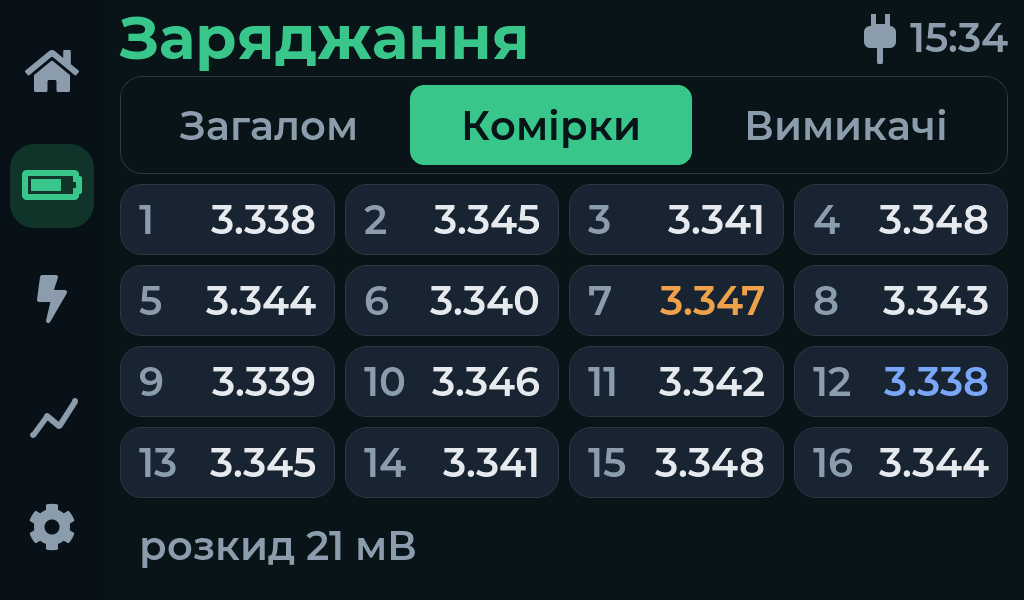 Заряджання
15:34
Загалом Комірки Вимикачі
1 3.338 2 3.345 3 3.341 4 3.348
5 3.344 6 3.340 7 3.347 8 3.343
9 3.339 10 3.346 11 3.342 12 3.338
13 3.345 14 3.341 15 3.348 16 3.344
розкид 21 мВ